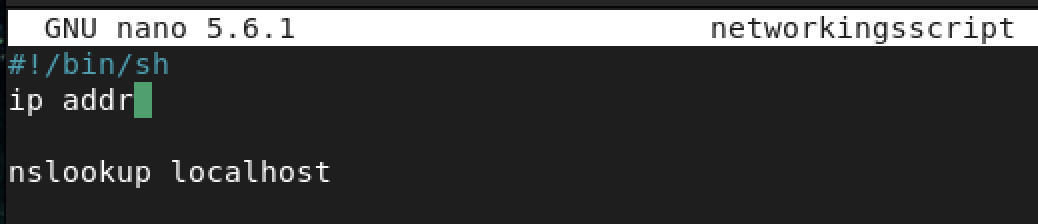 GNU nano 5.6.1 networkingsscript
#!/bin/sh
ip addr
nslookup localhost